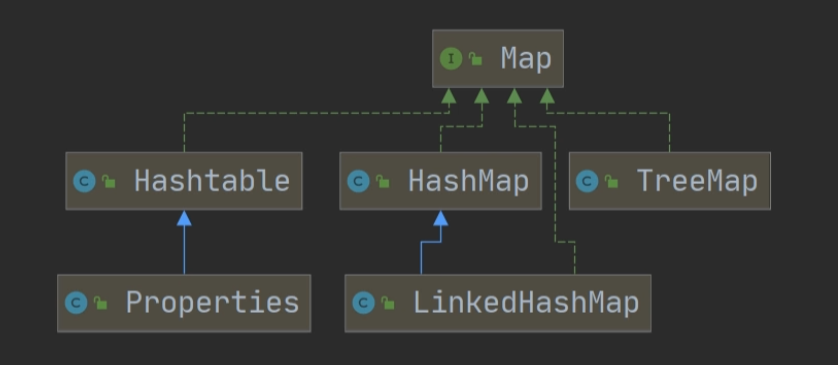 I Map
C Hashtable
C HashMap
C TreeMap
C Properties
C LinkedHashMap